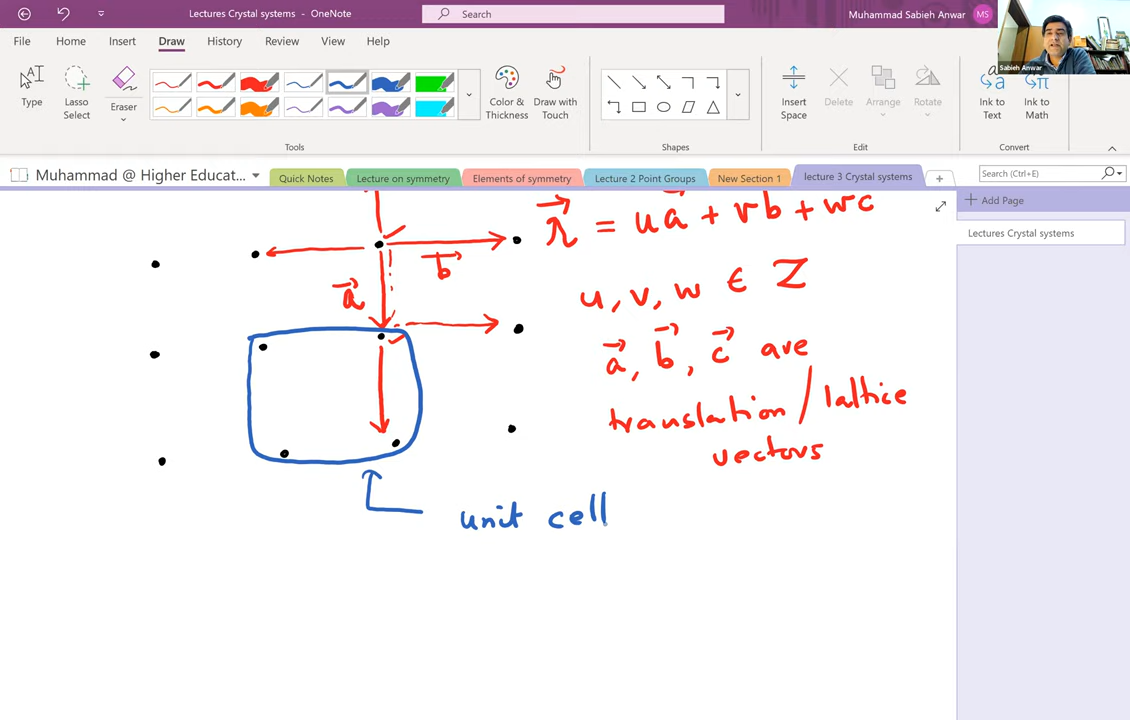 Lectures Crystal systems - OneNote
Search
Muhammad Sabieh Anwar
MS
File Home Insert Draw History Review View Help
Sabieh Anwar
Type
Lasso Select
Eraser
Color & Thickness
Draw with Touch
Insert Space
Delete
Arrange
Rotate
Ink to Text
Ink to Math
Tools
Shapes
Edit
Convert
Muhammad @ Higher Educat...
Quick Notes
Lecture on symmetry
Elements of symmetry
Lecture 2 Point Groups
New Section 1
lecture 3 Crystal systems
Search (Ctrl+E)
Add Page
Lectures Crystal systems
r = ua + vb + wc
b
a
u, v, w ∈ Z
a, b, c are
translation / lattice
vectors
unit cell